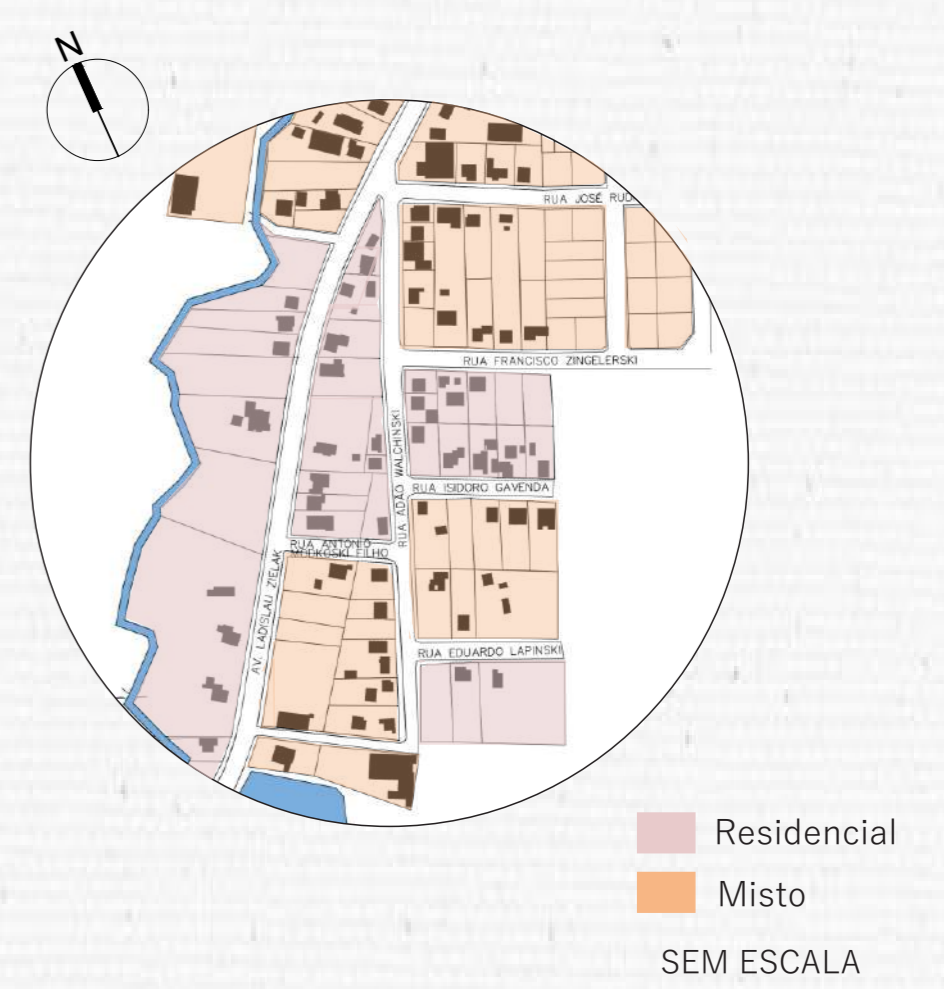 N
RUA JOSÉ RUD
RUA FRANCISCO ZINGELERSKI
RUA ADÃO WALCHINSKI
RUA ISIDORO GAVENDA
RUA ANTONIO
MODKOSKI FILHO
AV. LADISLAU ZIELAK
RUA EDUARDO LAPINSKI
Residencial
Misto
SEM ESCALA